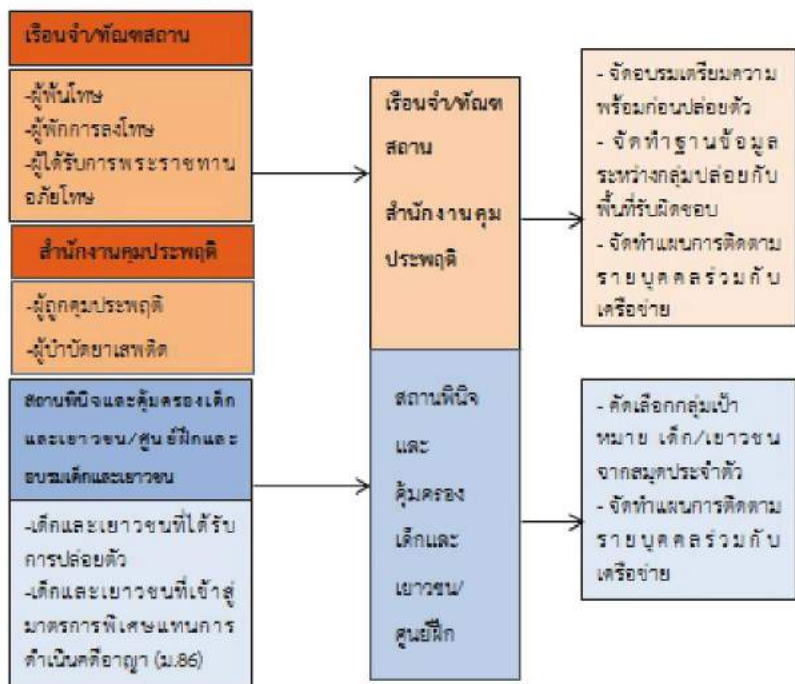 เรือนจำ/ทัณฑสถาน
-ผู้พ้นโทษ
-ผู้พักการลงโทษ
-ผู้ได้รับการพระราชทาน
อภัยโทษ
สำนักงานคุมประพฤติ
-ผู้ถูกคุมประพฤติ
-ผู้บำบัดยาเสพติด
สถานพินิจและคุ้มครองเด็ก
และเยาวชน/ศูนย์ฝึกและ
อบรมเด็กและเยาวชน
-เด็กและเยาวชนที่ได้รับ
การปล่อยตัว
-เด็กและเยาวชนที่เข้าสู่
มาตรการพิเศษแทนการ
ดำเนินคดีอาญา (ม.86)
เรือนจำ/ทัณฑ
สถาน
สำนักงานคุม
ประพฤติ
สถานพินิจ
และ
คุ้มครอง
เด็กและ
เยาวชน/
ศูนย์ฝึก
- จัดอบรมเตรียมความ
พร้อมก่อนปล่อยตัว
- จัดทำฐานข้อมูล
ระหว่างกลุ่มปล่อยกับ
พื้นที่รับผิดชอบ
- จัดทำแผนการติดตาม
รายบุคคลร่วมกับ
เครือข่าย
- คัดเลือกกลุ่มเป้า
หมาย เด็ก/เยาวชน
จากสมุดประจำตัว
- จัดทำแผนการติดตาม
รายบุคคลร่วมกับ
เครือข่าย